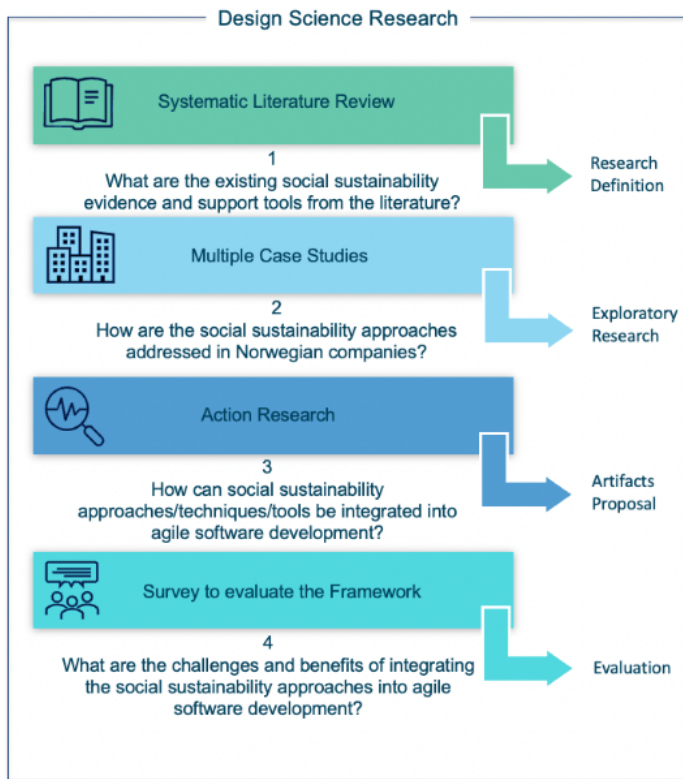 Design Science Research
Systematic Literature Review
1
What are the existing social sustainability
evidence and support tools from the literature?
Research
Definition
Multiple Case Studies
2
How are the social sustainability approaches
addressed in Norwegian companies?
Exploratory
Research
Action Research
3
How can social sustainability
approaches/techniques/tools be integrated into
agile software development?
Artifacts
Proposal
Survey to evaluate the Framework
4
What are the challenges and benefits of integrating
the social sustainability approaches into agile
software development?
Evaluation